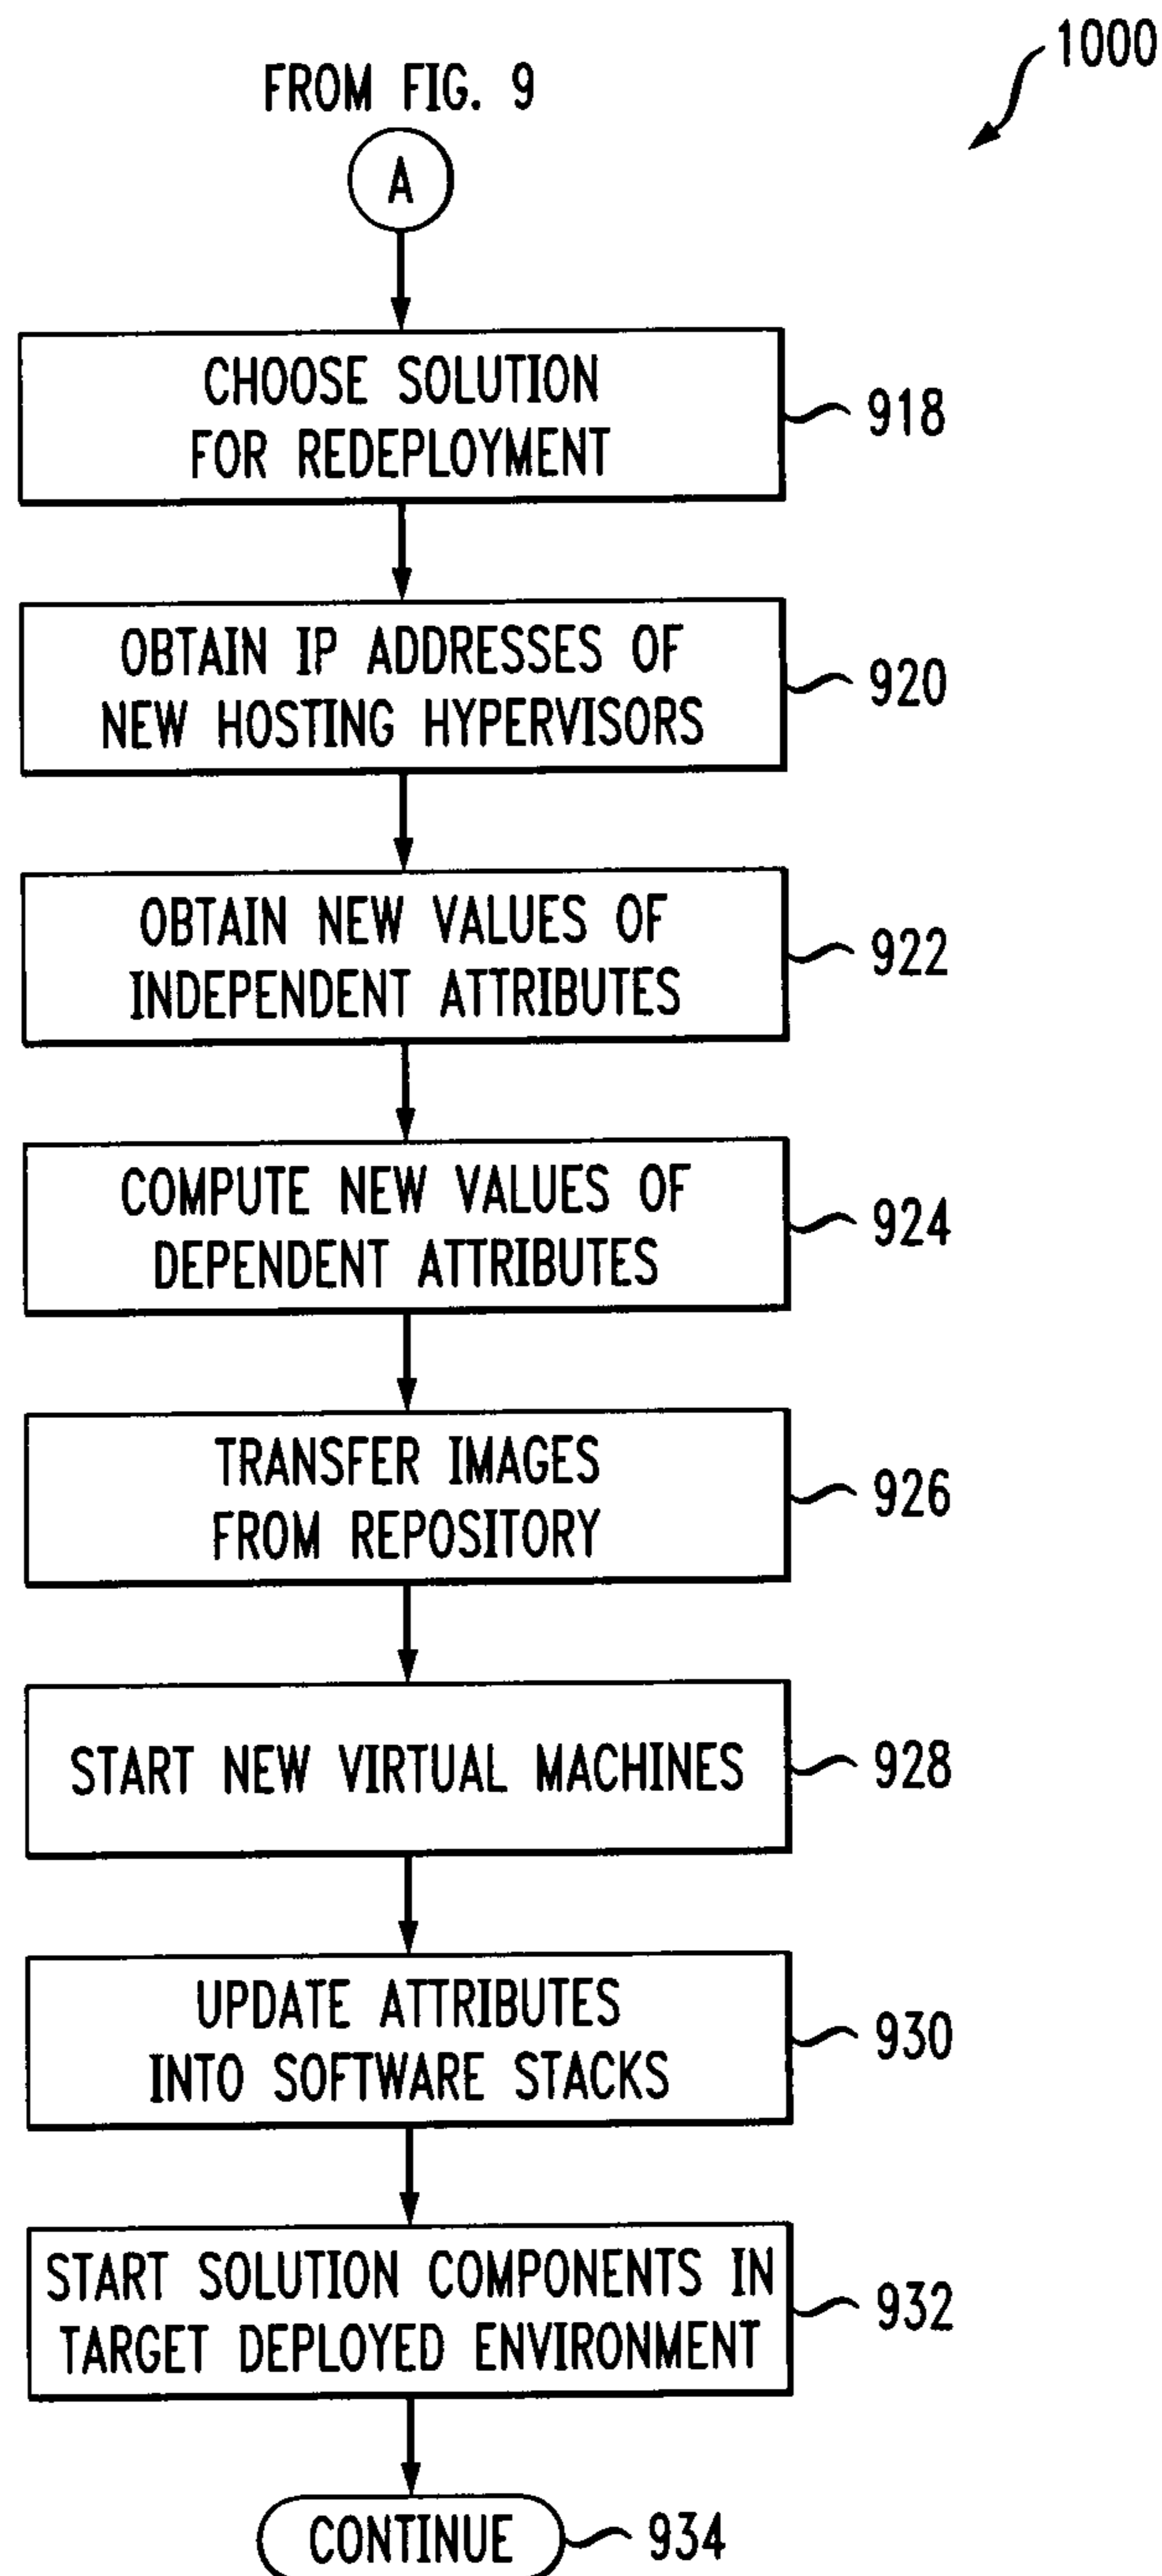 1000
FROM FIG. 9
A
CHOOSE SOLUTION
FOR REDEPLOYMENT
918
OBTAIN IP ADDRESSES OF
NEW HOSTING HYPERVISORS
920
OBTAIN NEW VALUES OF
INDEPENDENT ATTRIBUTES
922
COMPUTE NEW VALUES OF
DEPENDENT ATTRIBUTES
924
TRANSFER IMAGES
FROM REPOSITORY
926
START NEW VIRTUAL MACHINES
928
UPDATE ATTRIBUTES
INTO SOFTWARE STACKS
930
START SOLUTION COMPONENTS IN
TARGET DEPLOYED ENVIRONMENT
932
CONTINUE
934